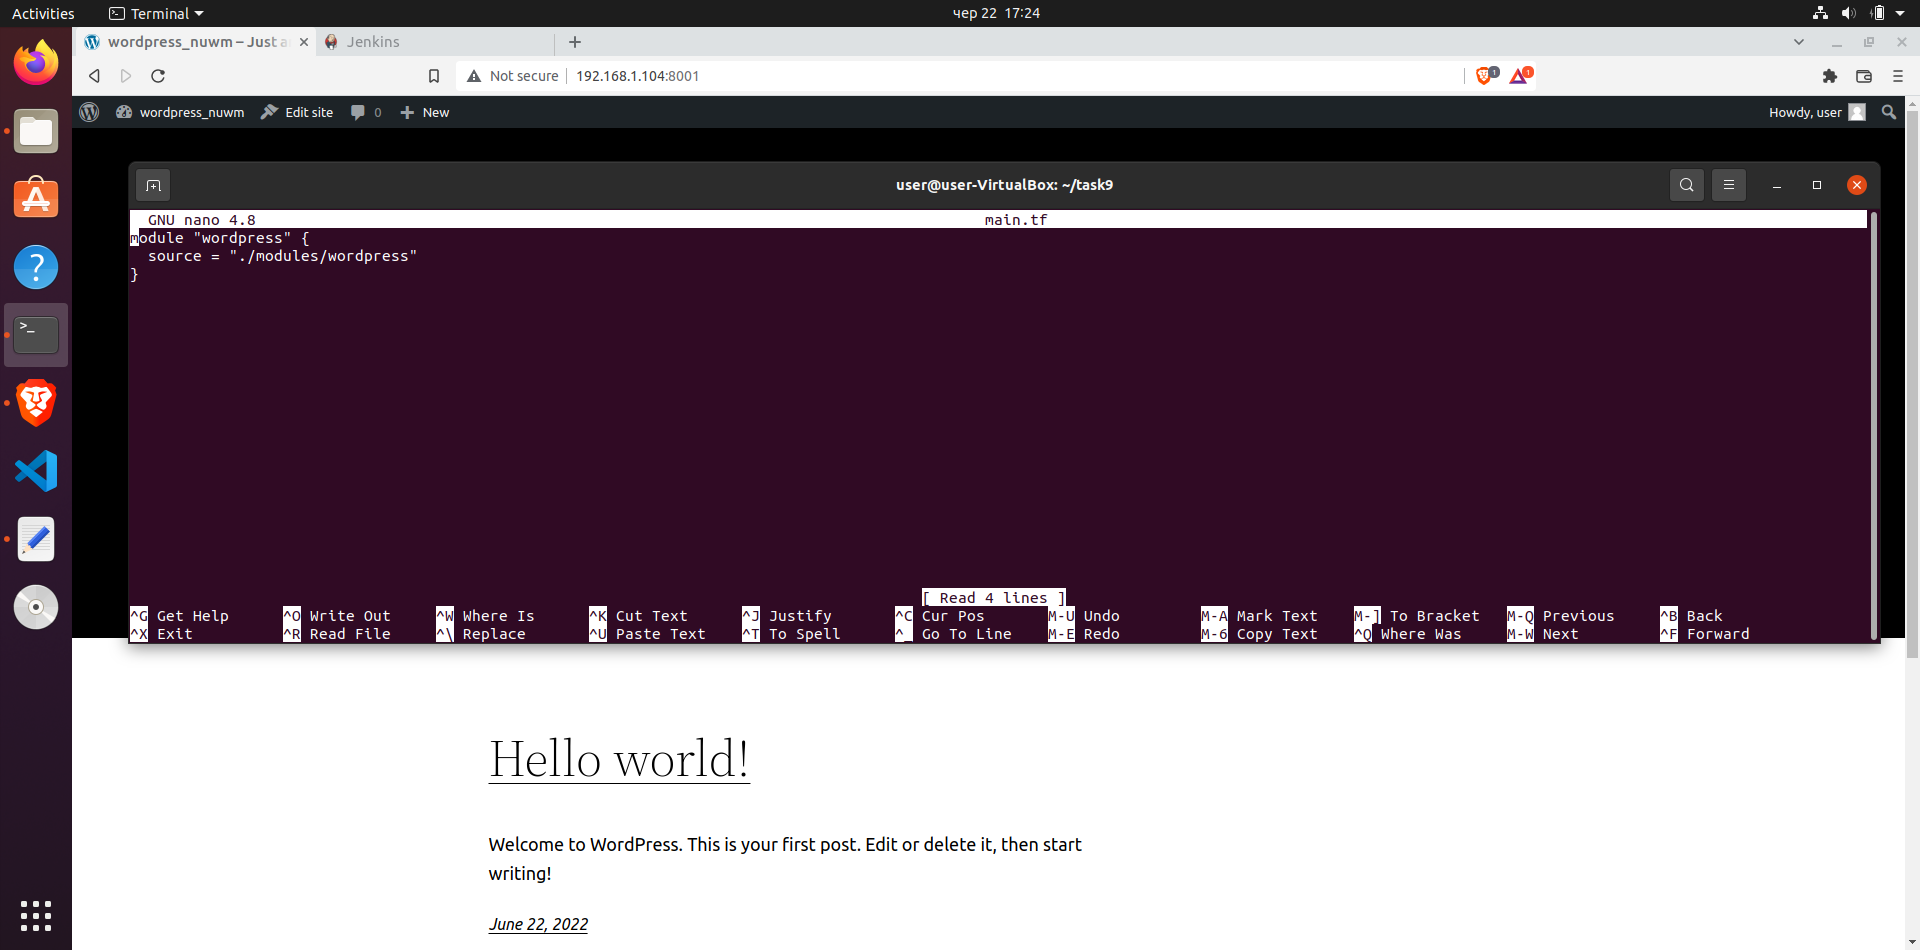 Activities Terminal чер 22 17:24
wordpress_nuwm – Just a Jenkins
Not secure 192.168.1.104:8001 1 1
wordpress_nuwm Edit site 0 New Howdy, user
user@user-VirtualBox: ~/task9
GNU nano 4.8 main.tf
module "wordpress" {
  source = "./modules/wordpress"
}
[ Read 4 lines ]
^G Get Help ^O Write Out ^W Where Is ^K Cut Text ^J Justify ^C Cur Pos M-U Undo M-A Mark Text M-] To Bracket M-Q Previous ^B Back
^X Exit ^R Read File ^\ Replace ^U Paste Text ^T To Spell ^_ Go To Line M-E Redo M-6 Copy Text ^Q Where Was M-W Next ^F Forward
Hello world!
Welcome to WordPress. This is your first post. Edit or delete it, then start
writing!
June 22, 2022